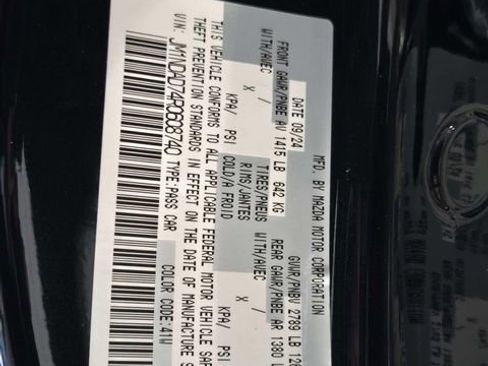 MFD. BY MAZDA MOTOR CORPORATION
DATE 09/24 GVWR/PNBV 2789 LB
FRONT GAWR/PNBE AV 1415 LB 642 KG REAR GAWR/PNBE AR 1380
WITH/AVEC TIRES/PNEUS WITH/AVEC
X RIMS/JANTES X
KPA/ PSI COLD/A FROID KPA/ PSI
THIS VEHICLE CONFORMS TO ALL APPLICABLE FEDERAL MOTOR VEHICLE
THEFT PREVENTION STANDARDS IN EFFECT ON THE DATE OF MANUFACTURE
VIN: JM1NDAD74R0608740 TYPE:PASS CAR
COLOR CODE:41W